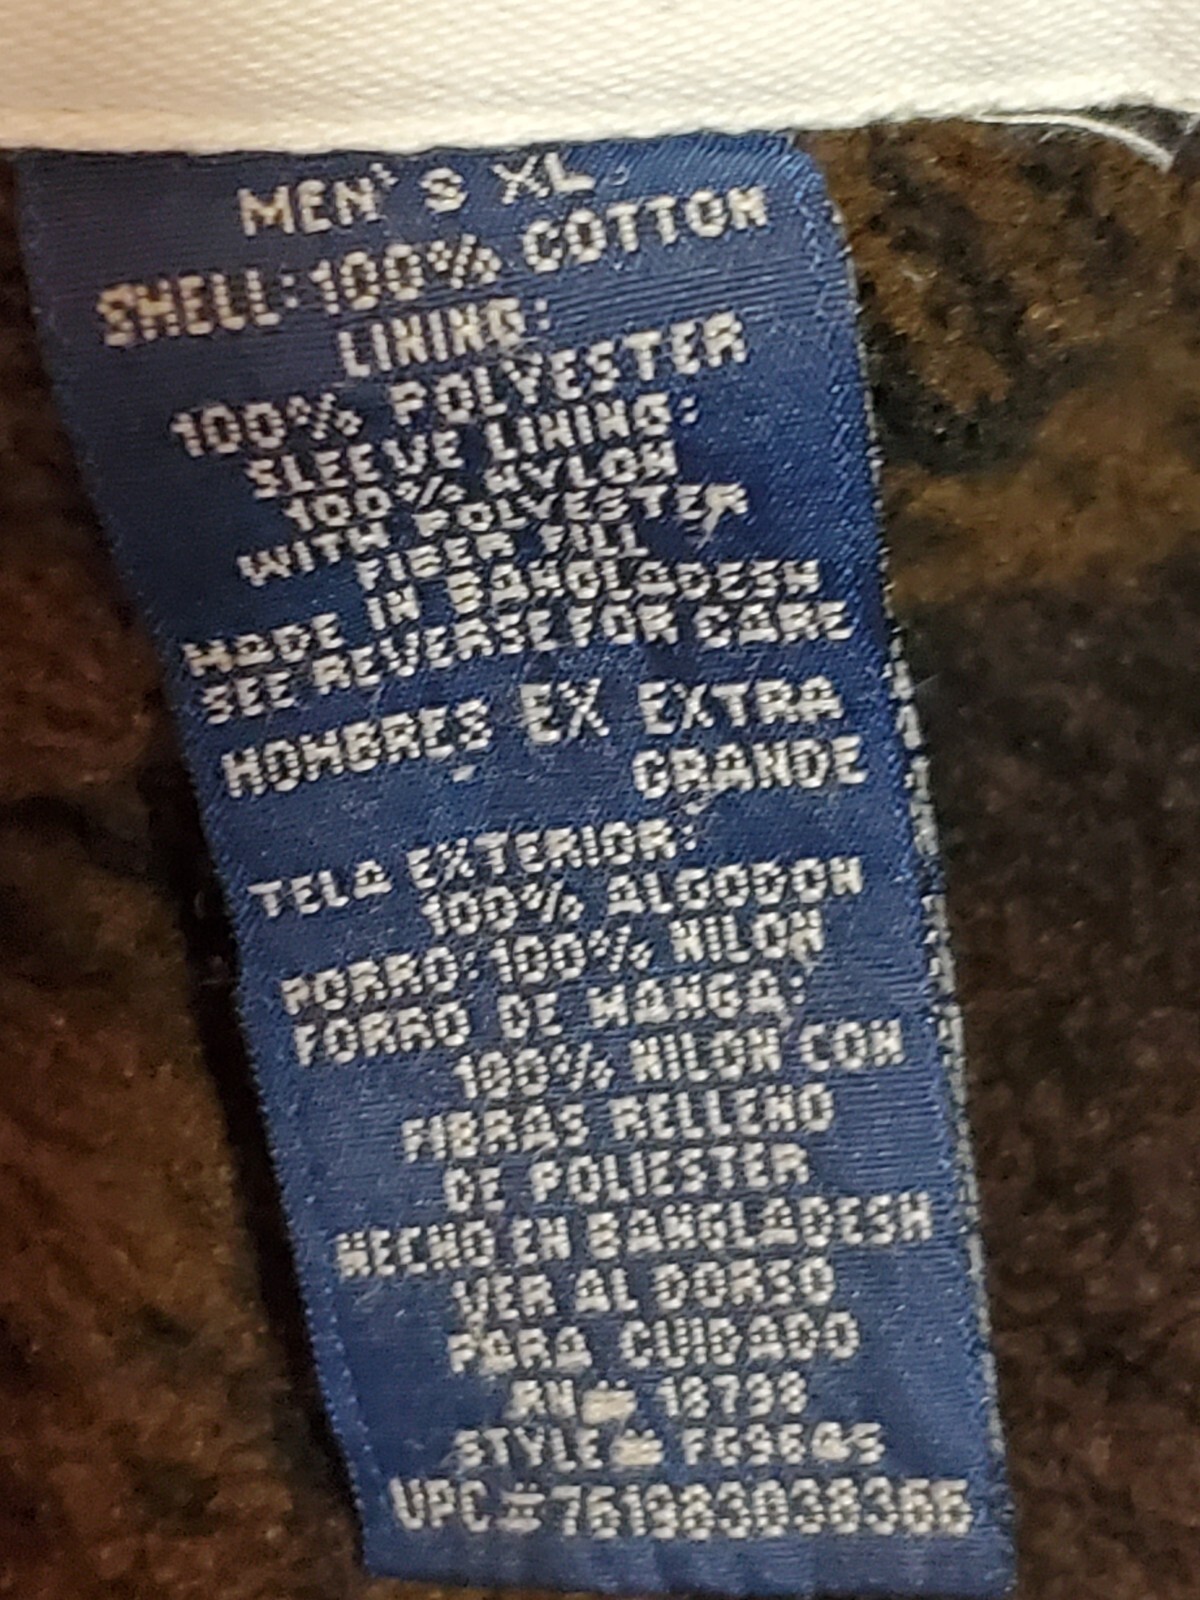 MEN'S XL
SHELL:100% COTTON
LINING:
100% POLYESTER
SLEEVE LINING:
100% NYLON
WITH POLYESTER
FIBER FILL
MADE IN BANGLADESH
SEE REVERSE FOR CARE
HOMBRES EX EXTRA
GRANDE
TELA EXTERIOR:
100% ALGODON
FORRO:100% NILON
FORRO DE MANGA:
100% NILON CON
FIBRAS RELLENO
DE POLIESTER
HECHO EN BANGLADESH
VER AL DORSO
PARA CUIDADO
RN# 18798
STYLE#
UPC#761983038366